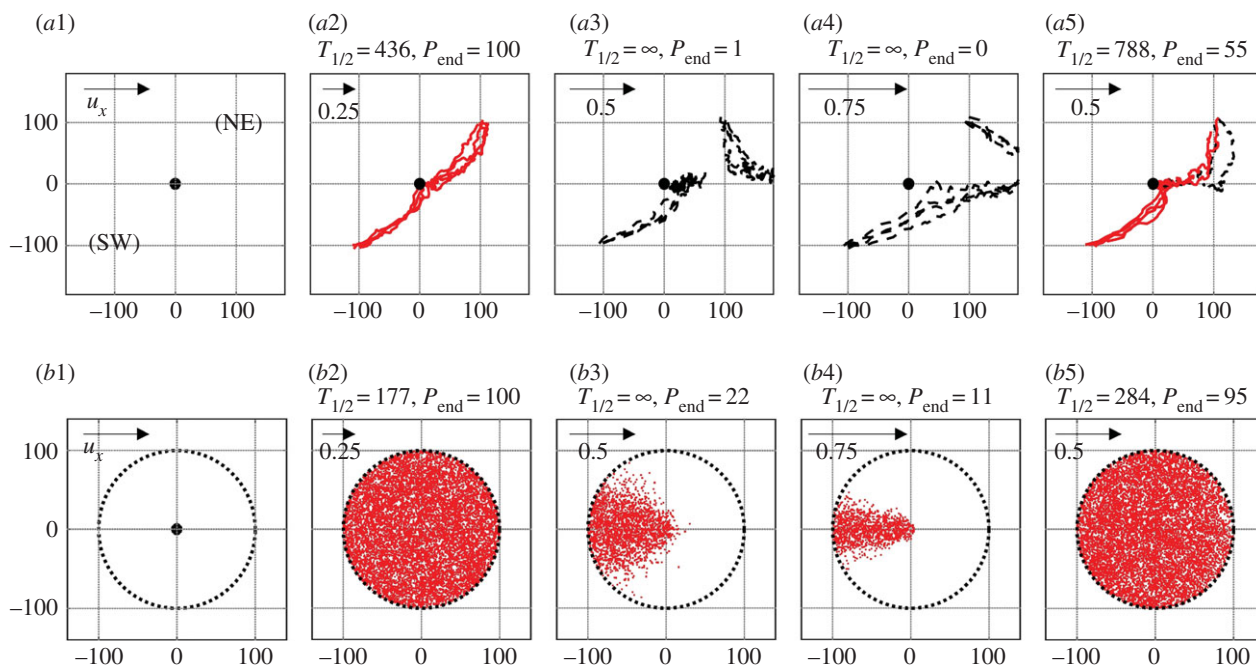 (a1) (a2) (a3) (a4) (a5)
T1/2 = 436, Pend = 100 T1/2 = ∞, Pend = 1 T1/2 = ∞, Pend = 0 T1/2 = 788, Pend = 55
ux 0.25 0.5 0.75 0.5
100 (NE)
0
−100 (SW)
−100 0 100 −100 0 100 −100 0 100 −100 0 100 −100 0 100
(b1) (b2) (b3) (b4) (b5)
T1/2 = 177, Pend = 100 T1/2 = ∞, Pend = 22 T1/2 = ∞, Pend = 11 T1/2 = 284, Pend = 95
ux 0.25 0.5 0.75 0.5
100
0
−100
−100 0 100 −100 0 100 −100 0 100 −100 0 100 −100 0 100